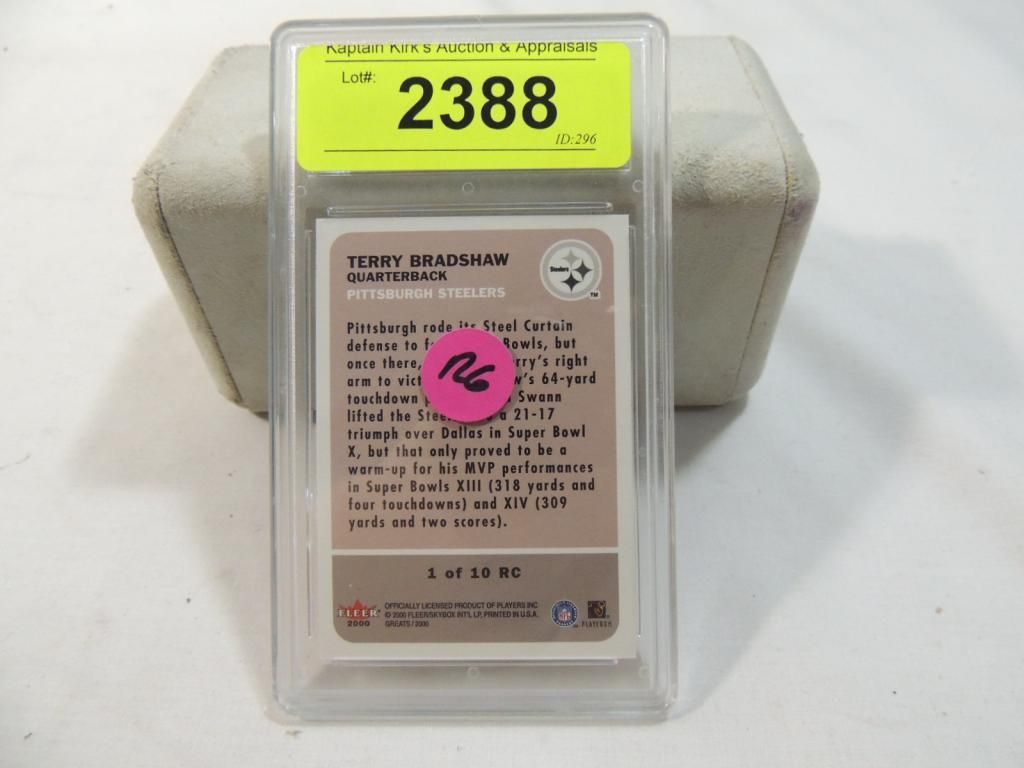 Kaptain Kirk's Auction & Appraisals
Lot#:
2388
ID:296
TERRY BRADSHAW
QUARTERBACK
PITTSBURGH STEELERS
Steelers
TM
Pittsburgh rode its Steel Curtain
defense to Bowls, but
once there, right
arm to 64-yard
touchdown Swann
lifted the a 21-17
triumph over Dallas in Super Bowl
X, but that only proved to be a
warm-up for his MVP performances
in Super Bowls XIII (318 yards and
four touchdowns) and XIV (309
yards and two scores).
1 of 10 RC
FLEER
2000
OFFICIALLY LICENSED PRODUCT OF PLAYERS INC
© 2000 FLEER/SKYBOX INT'L LP, PRINTED IN U.S.A.
GREATS / 2000
NFL
PLAYERS